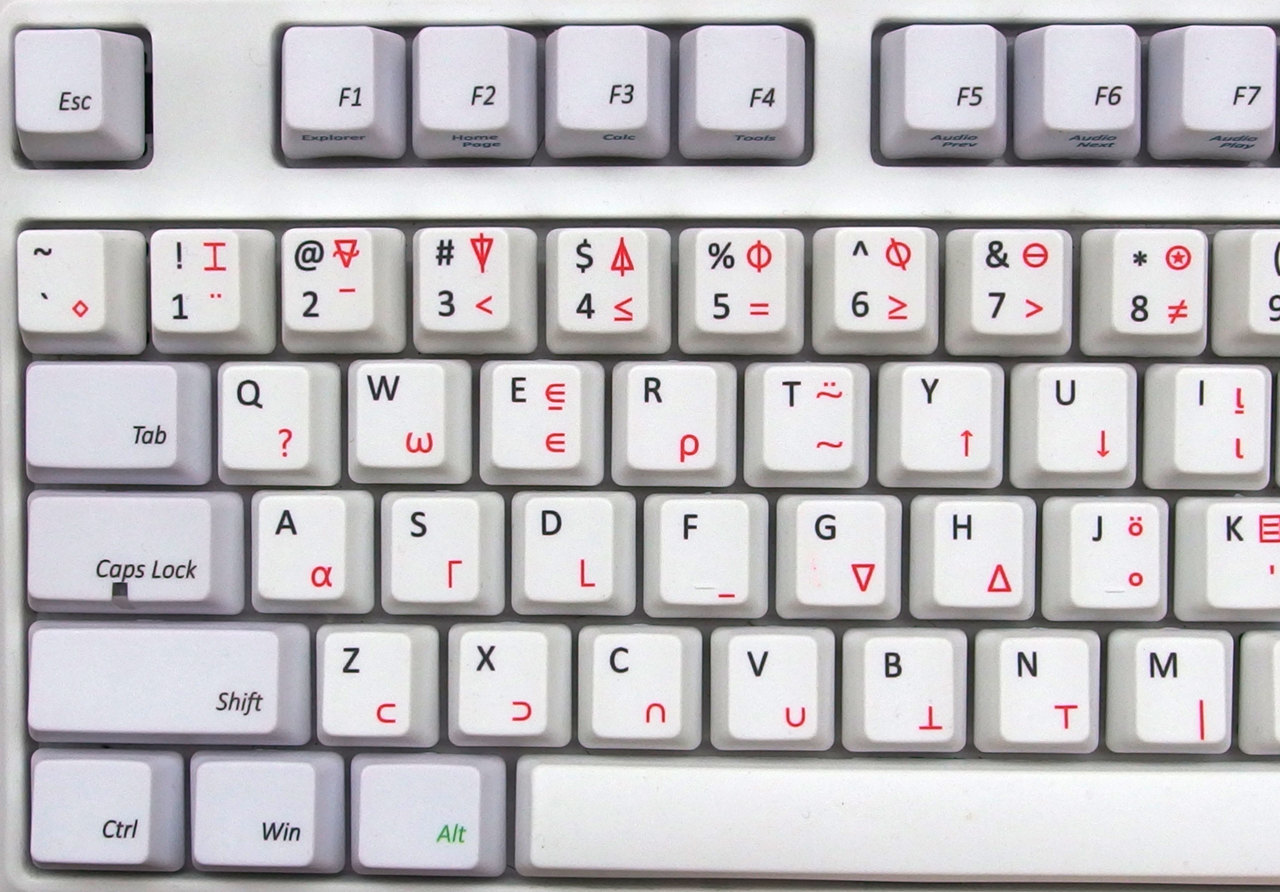 Esc F1 F2 F3 F4 F5 F6 F7
Explorer Home Page Calc Tools Audio Prev Audio Next Audio Play
~ ! ⌶ @ ⍫ # ⍒ $ ⍋ % ⌽ ^ ⍉ & ⊖ * ⍟ (
` ⋄ 1 ¨ 2 ¯ 3 < 4 ≤ 5 = 6 ≥ 7 > 8 ≠ 9
Tab Q ? W ⍵ E ⍷ ∊ R ⍴ T ⍨ ~ Y ↑ U ↓ I ⍸ ⍳
Caps Lock A ⍺ S ⌈ D ⌊ F _ G ∇ H ∆ J ⍤ ∘ K ⌸ '
Shift Z ⊂ X ⊃ C ∩ V ∪ B ⊥ N ⊤ M |
Ctrl Win Alt